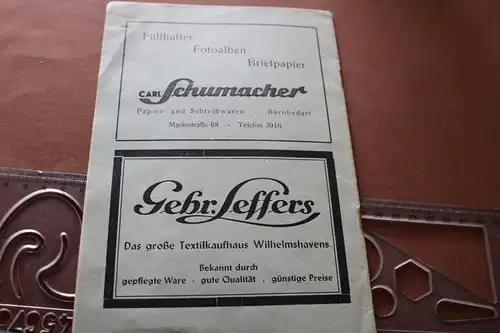 Füllhalter
Fotoalben
Briefpapier
CARL Schumacher
Papier- und Schreibwaren - Bürobedarf
Marktstraße 68 - Telefon 3916
Gebr. Leffers
Das große Textilkaufhaus Wilhelmshavens
Bekannt durch
gepflegte Ware · gute Qualität · günstige Preise